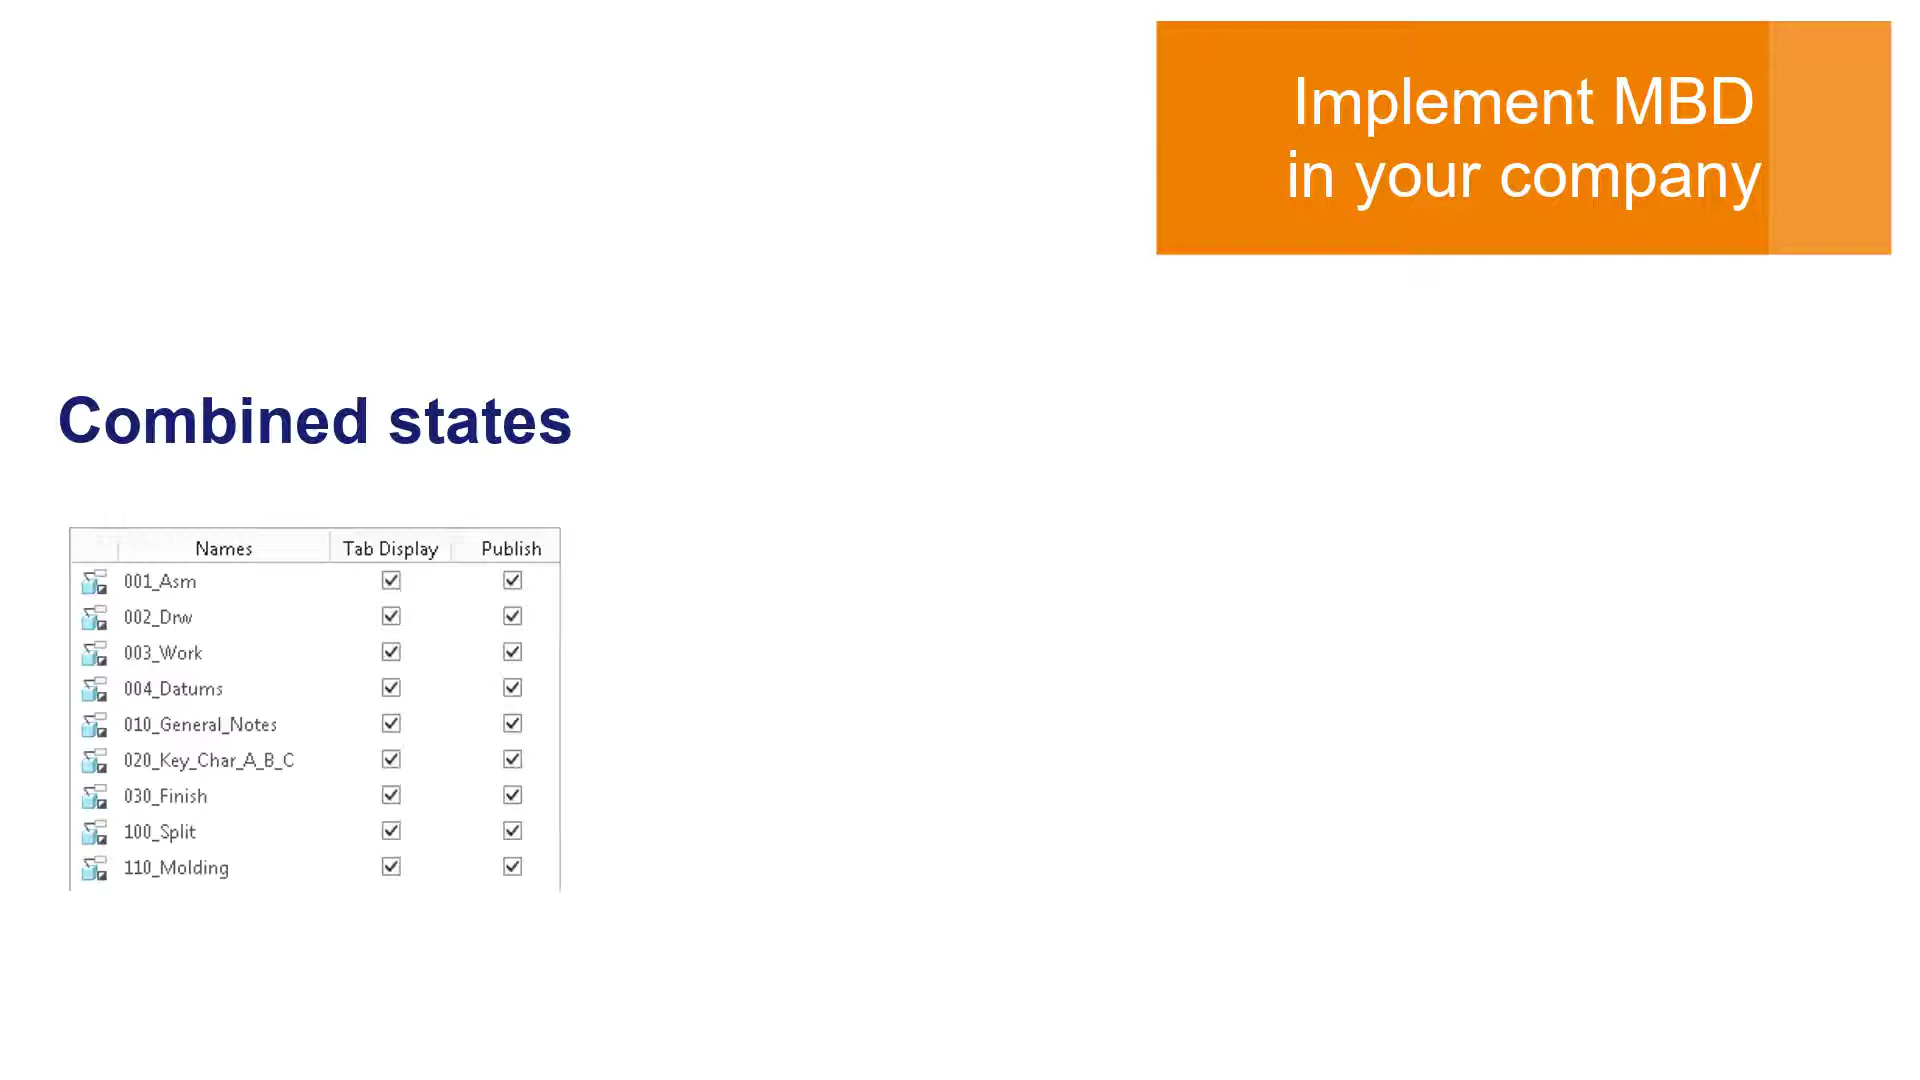 Implement MBD
in your company
Combined states
Names Tab Display Publish
001_Asm
002_Drw
003_Work
004_Datums
010_General_Notes
020_Key_Char_A_B_C
030_Finish
100_Split
110_Molding